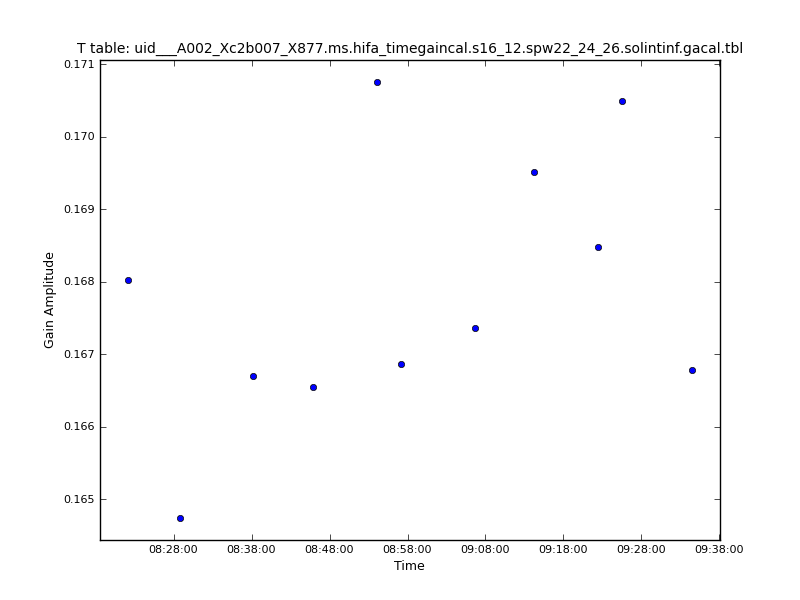 T table: uid___A002_Xc2b007_X877.ms.hifa_timegaincal.s16_12.spw22_24_26.solintinf.gacal.tbl
0.171
0.170
0.169
0.168
0.167
0.166
0.165
Gain Amplitude
08:28:00 08:38:00 08:48:00 08:58:00 09:08:00 09:18:00 09:28:00 09:38:00
Time